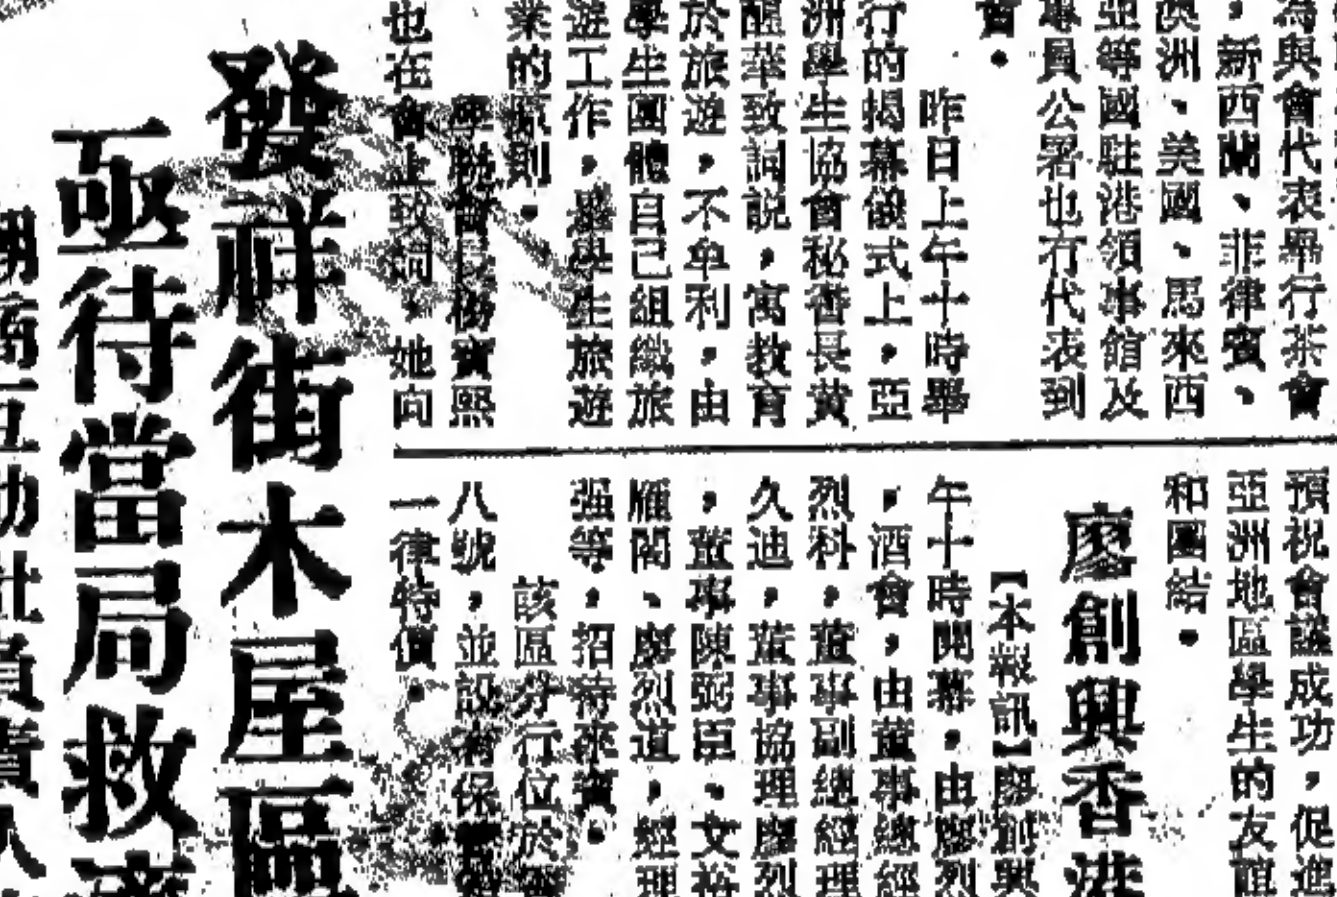 為與會代表舉行茶會
，新西蘭、菲律賓、
澳洲、美國、馬來西
亞等國駐港領事館及
專員公署也有代表到
會。
昨日上午十時舉
行的揭幕儀式上，亞
洲學生協會秘書長黃
醒華致詞說，寓教育
於旅遊，不單利，由
學生團體自己組織旅
遊工作，是學生旅遊
業的原則。
寶熙
也在會上致詞，她向
預祝會議成功，促進
亞洲地區學生的友誼
和團結。
廖創興香港
【本報訊】廖創興
午十時開幕，由廖烈
，酒會，由董事總經
烈科，董事副總經理
久迪，董事協理廖烈
，董事陳弼臣、文裕
雁閣、廖烈道，經理
强等，招待來賓。
該區分行位於
八號，並設有保
一律特價。
發祥街木屋區
亟待當局救濟